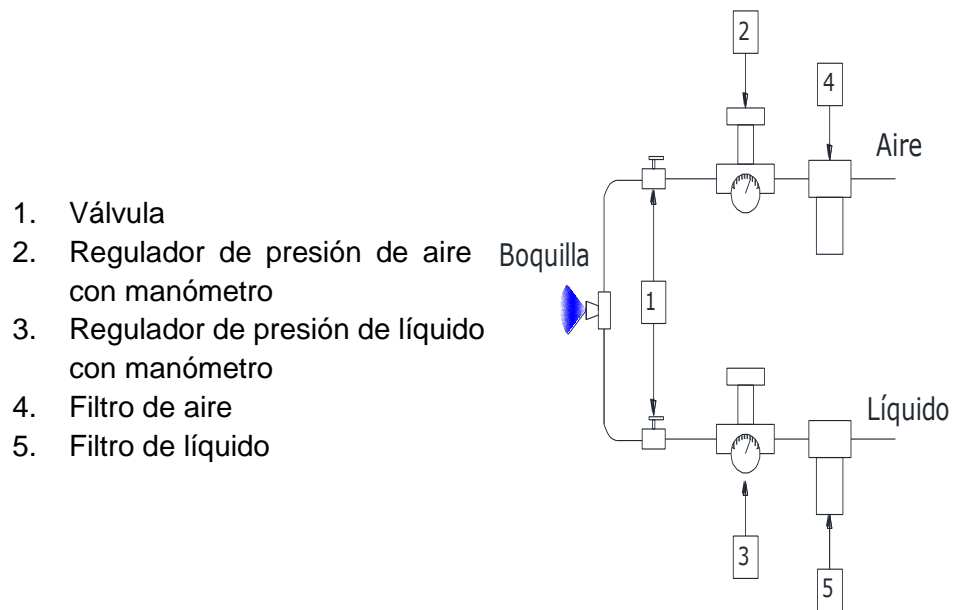 1. Válvula
2. Regulador de presión de aire
con manómetro
3. Regulador de presión de líquido
con manómetro
4. Filtro de aire
5. Filtro de líquido
2
4
Aire
Boquilla
1
Líquido
3
5